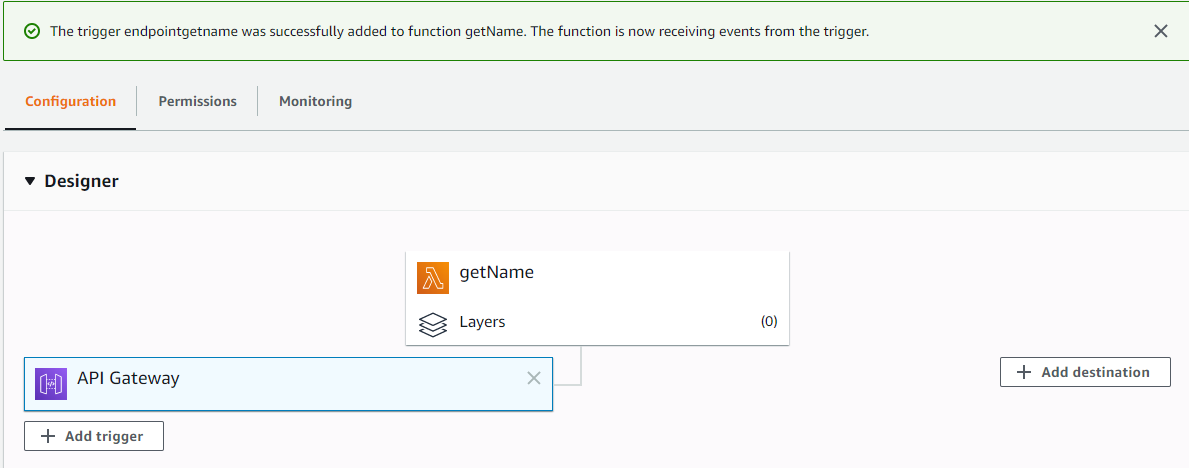 The trigger endpointgetname was successfully added to function getName. The function is now receiving events from the trigger.
Configuration
Permissions
Monitoring
Designer
getName
Layers (0)
API Gateway
Add destination
Add trigger